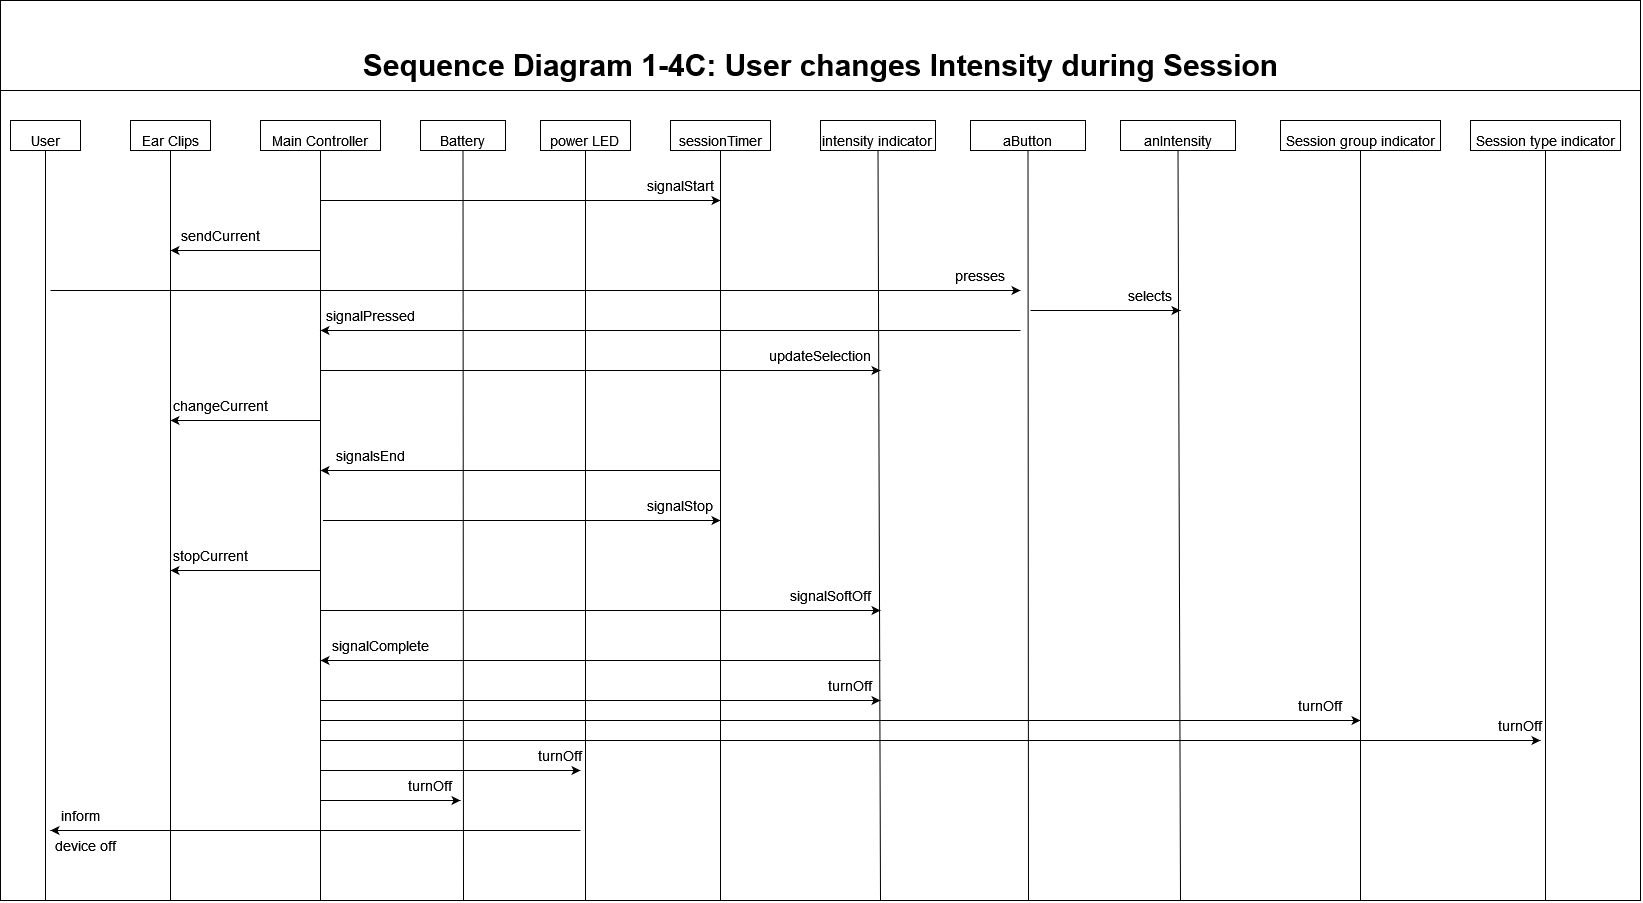 Sequence Diagram 1-4C: User changes Intensity during Session
User
Ear Clips
Main Controller
Battery
power LED
sessionTimer
intensity indicator
aButton
anIntensity
Session group indicator
Session type indicator
signalStart
sendCurrent
presses
selects
signalPressed
updateSelection
changeCurrent
signalsEnd
signalStop
stopCurrent
signalSoftOff
signalComplete
turnOff
turnOff
turnOff
turnOff
turnOff
inform
device off